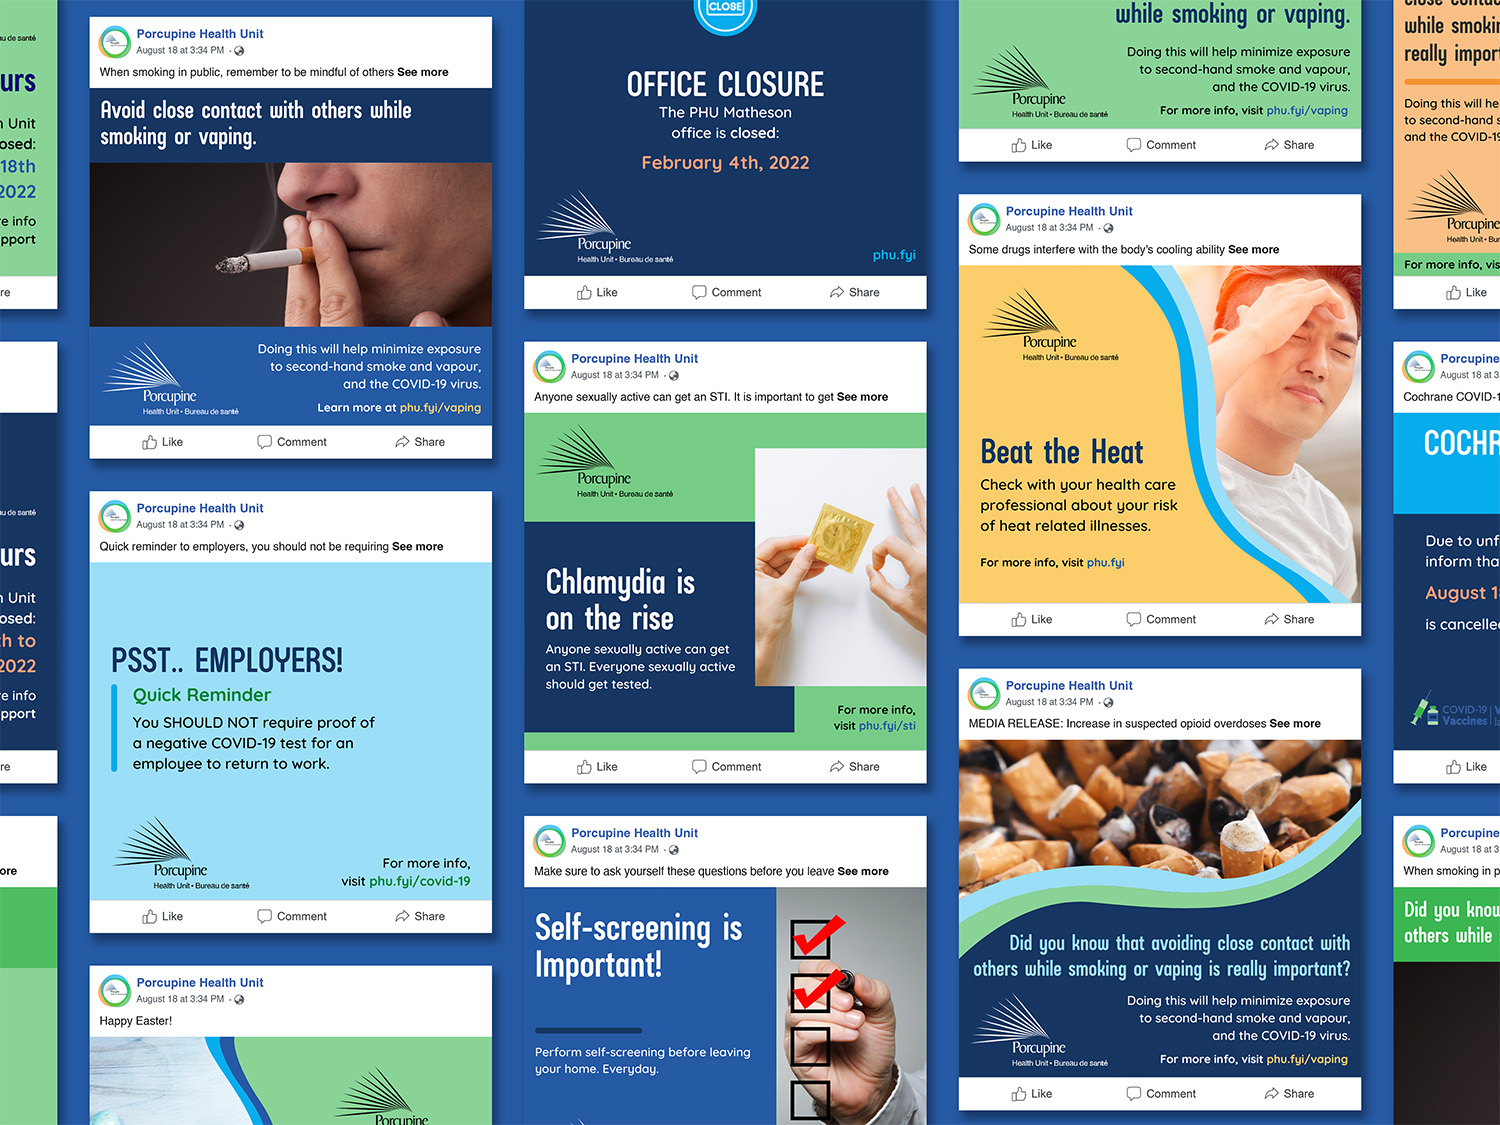 au de santé
urs
h Unit
osed:
18th
2022
re info
pport
re
au de santé
urs
h Unit
osed:
th to
2022
re info
pport
re
ore
Porcupine Health Unit
August 18 at 3:34 PM ·
When smoking in public, remember to be mindful of others See more
Avoid close contact with others while
smoking or vaping.
Doing this will help minimize exposure
to second-hand smoke and vapour,
and the COVID-19 virus.
Learn more at phu.fyi/vaping
Porcupine
Health Unit • Bureau de santé
Like Comment Share
Porcupine Health Unit
August 18 at 3:34 PM ·
Quick reminder to employers, you should not be requiring See more
PSST.. EMPLOYERS!
Quick Reminder
You SHOULD NOT require proof of
a negative COVID-19 test for an
employee to return to work.
Porcupine
Health Unit • Bureau de santé
For more info,
visit phu.fyi/covid-19
Like Comment Share
Porcupine Health Unit
August 18 at 3:34 PM ·
Happy Easter!
Porcupine
CLOSE
OFFICE CLOSURE
The PHU Matheson
office is closed:
February 4th, 2022
Porcupine
Health Unit • Bureau de santé
phu.fyi
Like Comment Share
Porcupine Health Unit
August 18 at 3:34 PM ·
Anyone sexually active can get an STI. It is important to get See more
Porcupine
Health Unit • Bureau de santé
Chlamydia is
on the rise
Anyone sexually active can get
an STI. Everyone sexually active
should get tested.
For more info,
visit phu.fyi/sti
Like Comment Share
Porcupine Health Unit
August 18 at 3:34 PM ·
Make sure to ask yourself these questions before you leave See more
Self-screening is
Important!
Perform self-screening before leaving
your home. Everyday.
while smoking or vaping.
Doing this will help minimize exposure
to second-hand smoke and vapour,
and the COVID-19 virus.
For more info, visit phu.fyi/vaping
Porcupine
Health Unit • Bureau de santé
Like Comment Share
Porcupine Health Unit
August 18 at 3:34 PM ·
Some drugs interfere with the body's cooling ability See more
Porcupine
Health Unit • Bureau de santé
Beat the Heat
Check with your health care
professional about your risk
of heat related illnesses.
For more info, visit phu.fyi
Like Comment Share
Porcupine Health Unit
August 18 at 3:34 PM ·
MEDIA RELEASE: Increase in suspected opioid overdoses See more
Did you know that avoiding close contact with
others while smoking or vaping is really important?
Doing this will help minimize exposure
to second-hand smoke and vapour,
and the COVID-19 virus.
For more info, visit phu.fyi/vaping
Porcupine
Health Unit • Bureau de santé
Like Comment Share
close conta
while smoki
really impor
Doing this will he
to second-hand s
and the COVID-19
Porcupine
Health Unit • Bu
For more info, vis
Like
Porcupine
August 18 at 3
Cochrane COVID-1
COCHR
Due to unf
inform tha
August 1
is cancelle
COVID-19
Vaccines
Like
Porcupine
August 18 at 3
When smoking in p
Did you know
others while